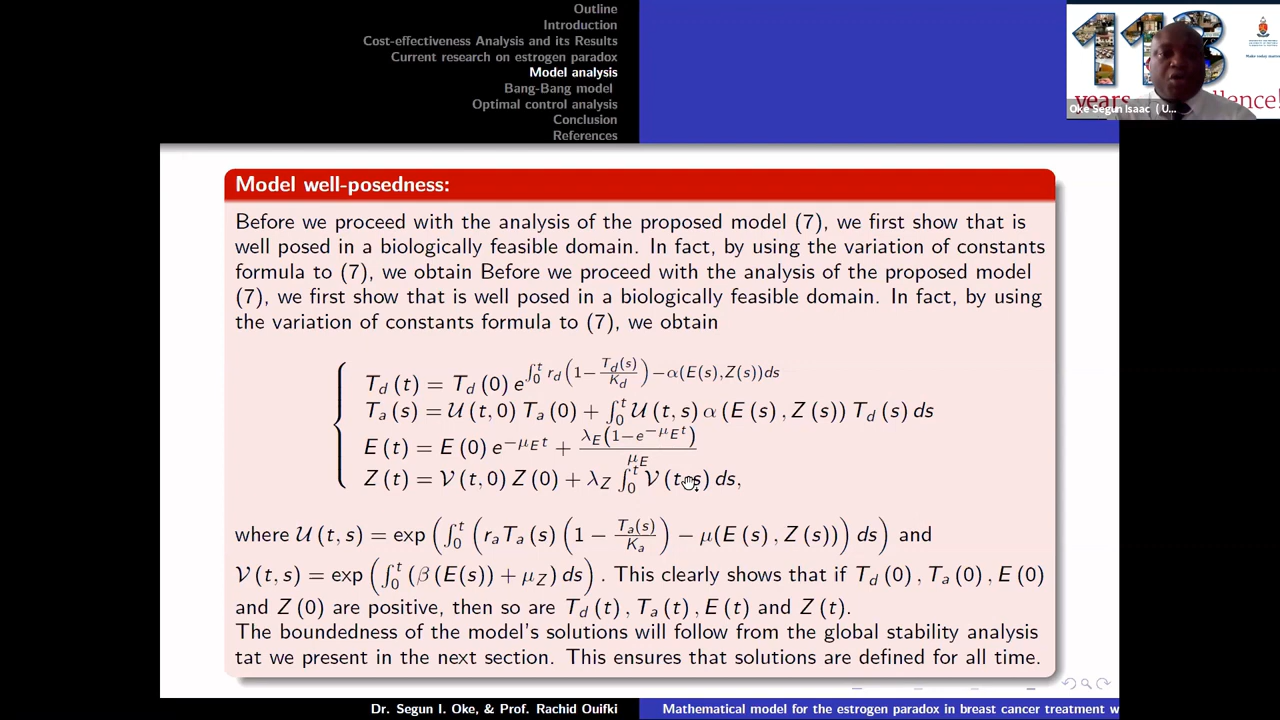 Outline
Introduction
Cost-effectiveness Analysis and its Results
Current research on estrogen paradox
Model analysis
Bang-Bang model
Optimal control analysis
Conclusion
References
113
years
excellence!
Oke Segun Isaac ( U...
Model well-posedness:
Before we proceed with the analysis of the proposed model (7), we first show that is
well posed in a biologically feasible domain. In fact, by using the variation of constants
formula to (7), we obtain Before we proceed with the analysis of the proposed model
(7), we first show that is well posed in a biologically feasible domain. In fact, by using
the variation of constants formula to (7), we obtain
T_d (t) = T_d (0) e^{∫_0^t r_d (1 − T_d(s)/K_d) − α(E(s),Z(s))ds}
T_a (s) = 𝒰 (t, 0) T_a (0) + ∫_0^t 𝒰 (t, s) α (E (s) , Z (s)) T_d (s) ds
E (t) = E (0) e^{−μ_E t} + λ_E(1−e^{−μ_E t})/μ_E
Z (t) = 𝒱 (t, 0) Z (0) + λ_Z ∫_0^t 𝒱 (t, s) ds,
where 𝒰 (t, s) = exp (∫_0^t (r_a T_a (s) (1 − T_a(s)/K_a) − μ(E (s) , Z (s))) ds) and
𝒱 (t, s) = exp (∫_0^t (β (E(s)) + μ_Z) ds) . This clearly shows that if T_d (0) , T_a (0) , E (0)
and Z (0) are positive, then so are T_d (t) , T_a (t) , E (t) and Z (t).
The boundedness of the model's solutions will follow from the global stability analysis
tat we present in the next section. This ensures that solutions are defined for all time.
Dr. Segun I. Oke, & Prof. Rachid Ouifki
Mathematical model for the estrogen paradox in breast cancer treatment w